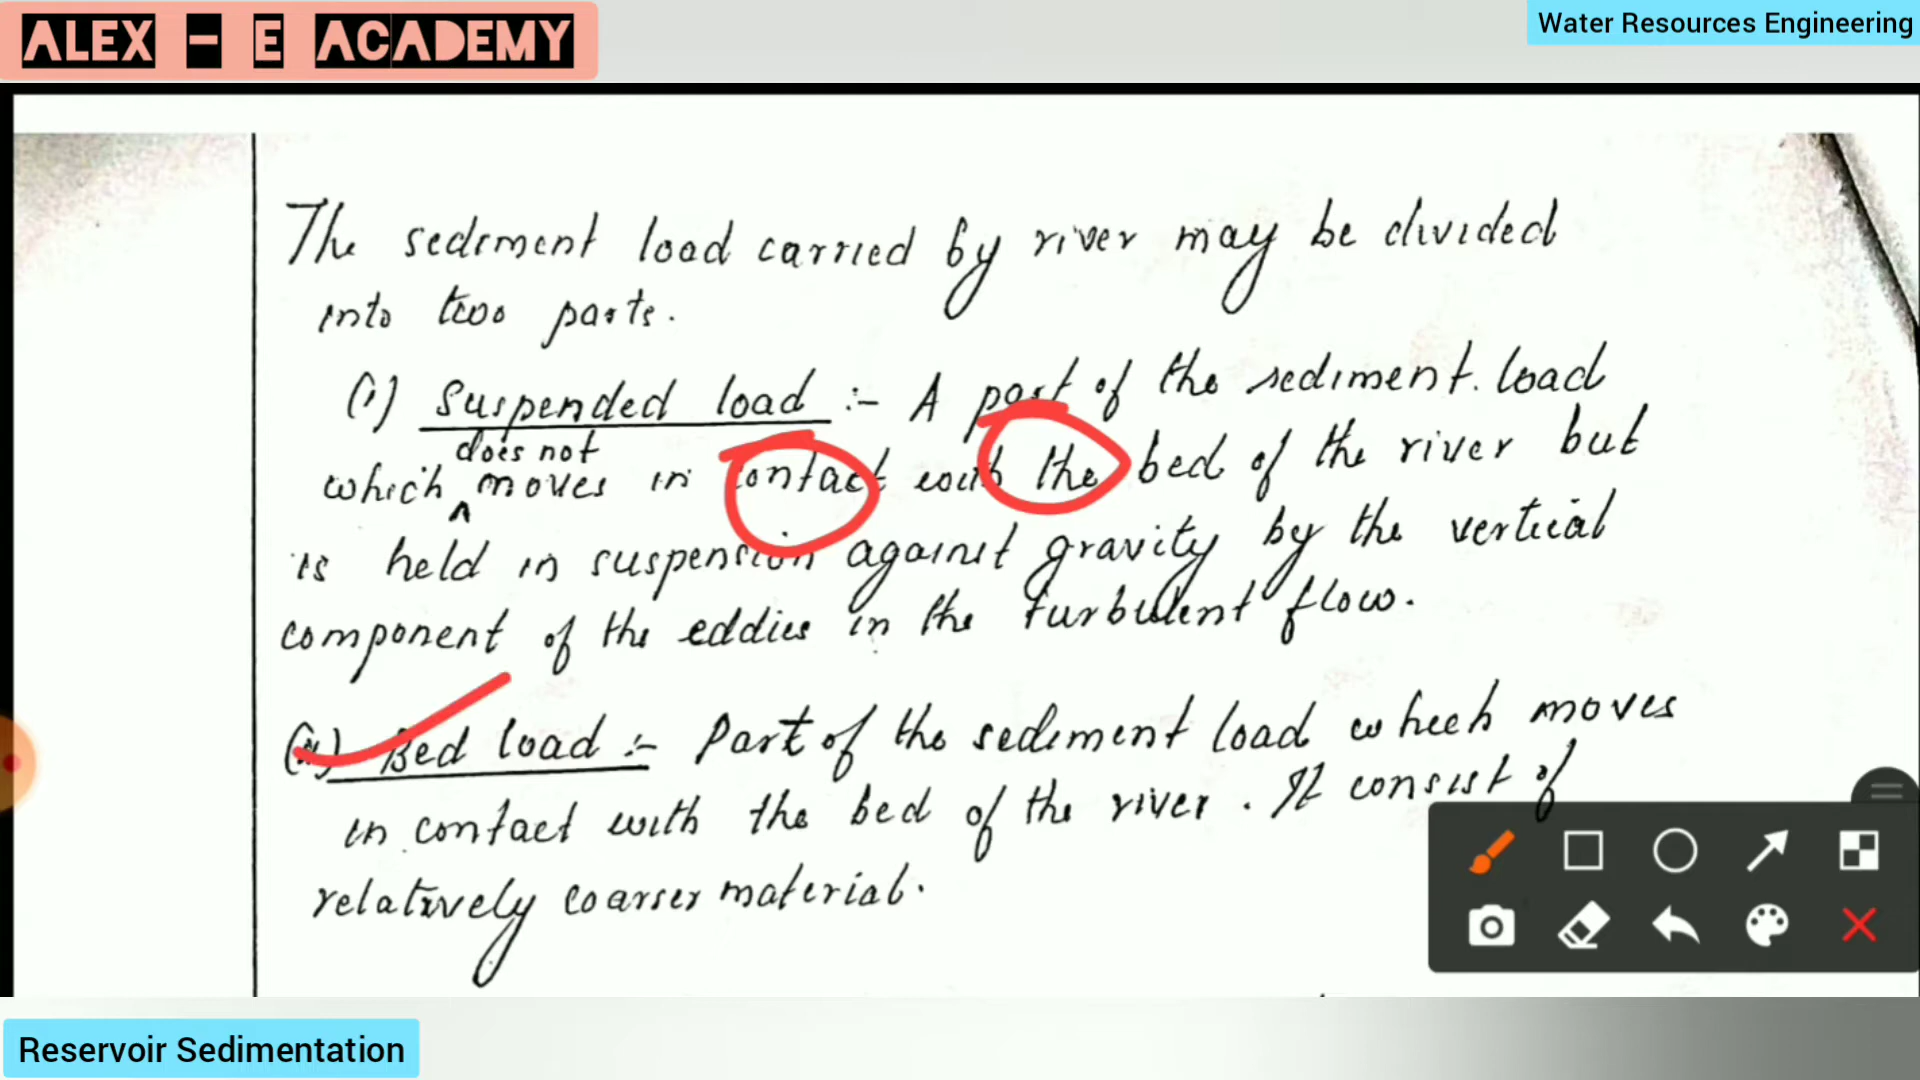 ALEX - E ACADEMY
Water Resources Engineering
The sediment load carried by river may be divided
into two parts.
(i) Suspended load :- A part of the sediment. load
does not
which ^ moves in contact with the bed of the river but
is held in suspension against gravity by the vertical
component of the eddies in the turbulent flow.
(ii) Bed load :- Part of the sediment load which moves
in contact with the bed of the river. It consist of
relatively coarser material.
Reservoir Sedimentation